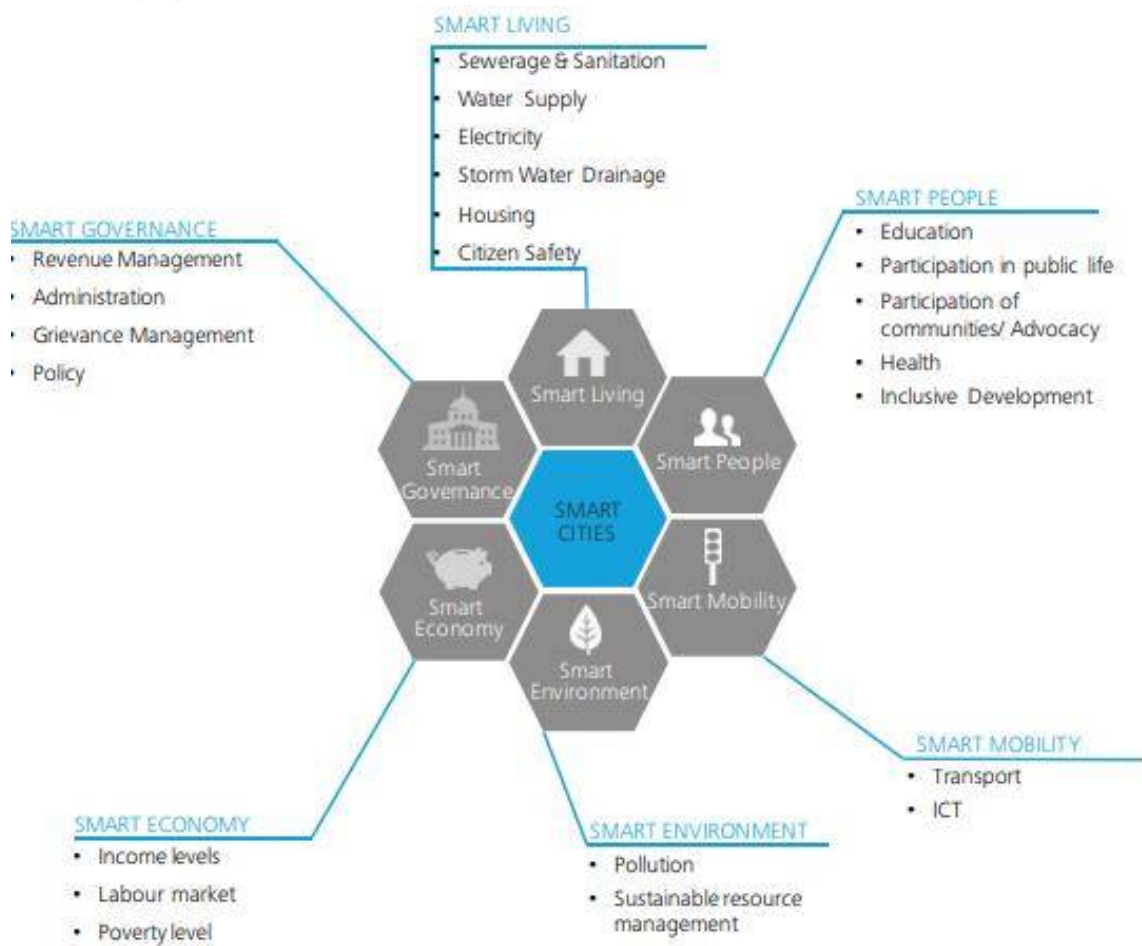 SMART LIVING
• Sewerage & Sanitation
• Water Supply
• Electricity
• Storm Water Drainage
• Housing
• Citizen Safety
SMART PEOPLE
• Education
• Participation in public life
• Participation of
communities/ Advocacy
• Health
• Inclusive Development
SMART GOVERNANCE
• Revenue Management
• Administration
• Grievance Management
• Policy
Smart Living
Smart People
Smart
Governance
SMART
CITIES
Smart Mobility
Smart
Economy
Smart
Environment
SMART MOBILITY
• Transport
• ICT
SMART ECONOMY
• Income levels
• Labour market
• Poverty level
SMART ENVIRONMENT
• Pollution
• Sustainable resource
management